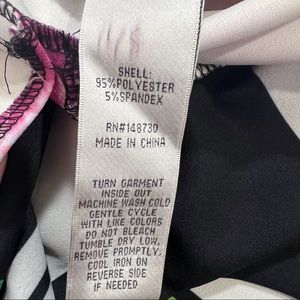 SHELL:
95%POLYESTER
5%SPANDEX
RN#148730
MADE IN CHINA
TURN GARMENT
INSIDE OUT
MACHINE WASH COLD
GENTLE CYCLE
WITH LIKE COLORS
DO NOT BLEACH
TUMBLE DRY LOW,
REMOVE PROMPTLY.
COOL IRON ON
REVERSE SIDE
IF NEEDED